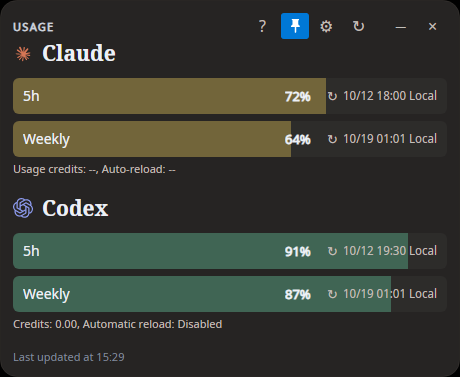 USAGE ?
Claude
5h 72% ↻ 10/12 18:00 Local
Weekly 64% ↻ 10/19 01:01 Local
Usage credits: --, Auto-reload: --
Codex
5h 91% ↻ 10/12 19:30 Local
Weekly 87% ↻ 10/19 01:01 Local
Credits: 0.00, Automatic reload: Disabled
Last updated at 15:29